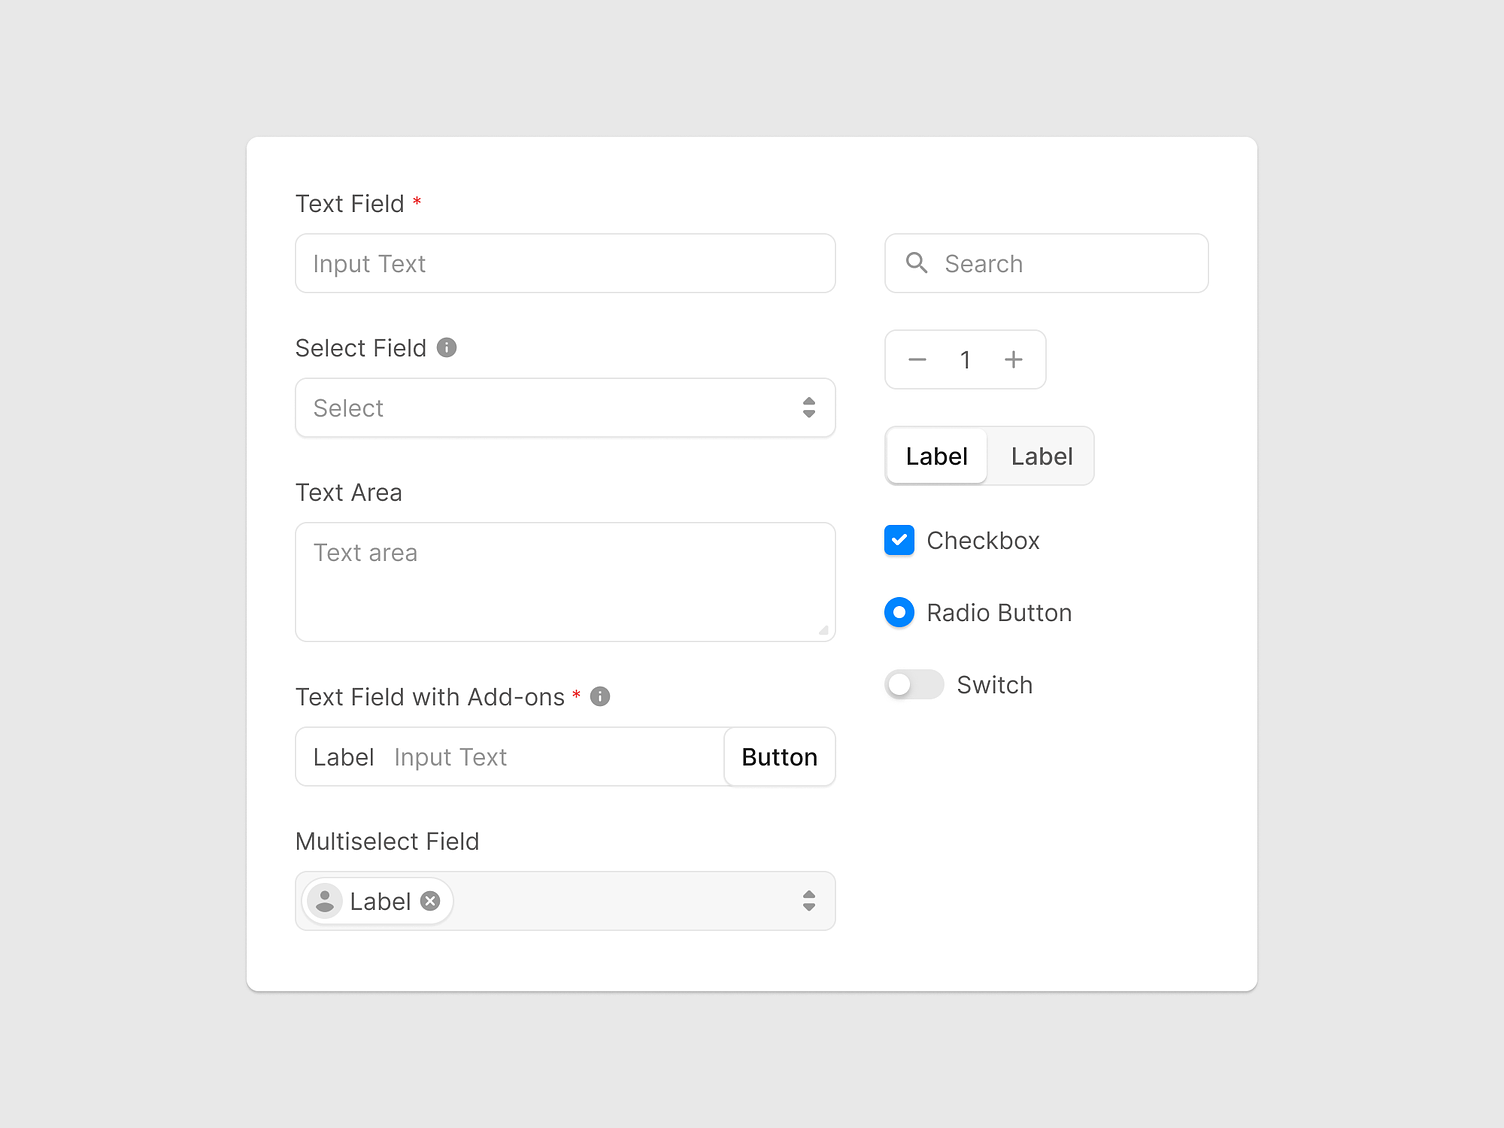 Text Field *
Input Text
Select Field
Select
Text Area
Text area
Text Field with Add-ons *
Label Input Text Button
Multiselect Field
Label
Search
1
Label Label
Checkbox
Radio Button
Switch